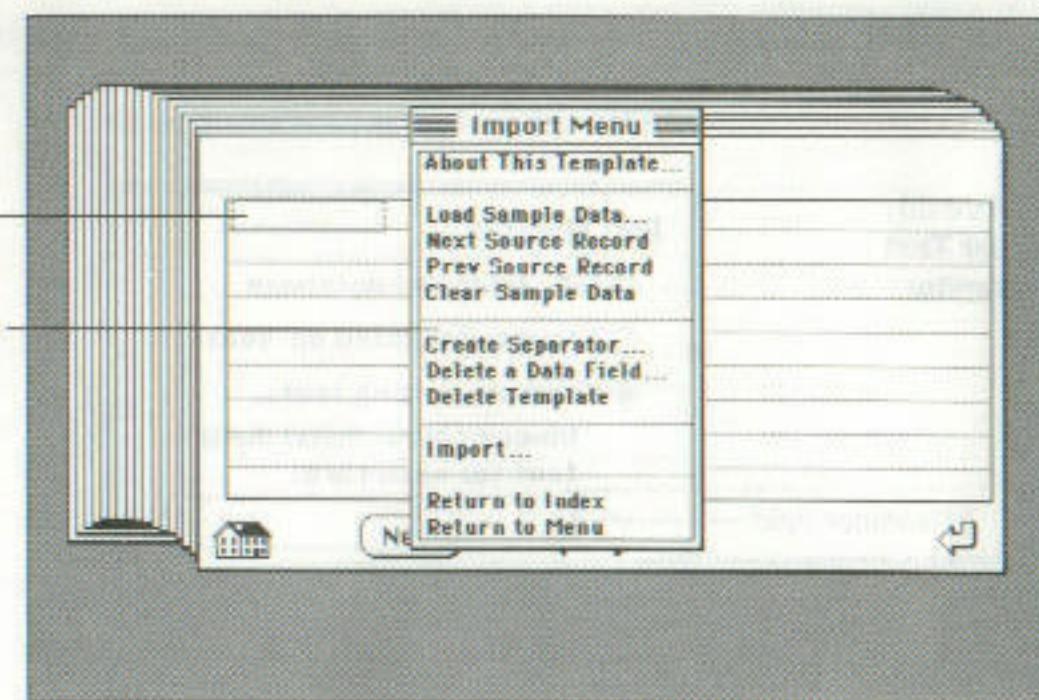 Import Menu
About This Template...
Load Sample Data...
Next Source Record
Prev Source Record
Clear Sample Data
Create Separator...
Delete a Data Field...
Delete Template
Import...
Return to Index
Return to Menu
Ne